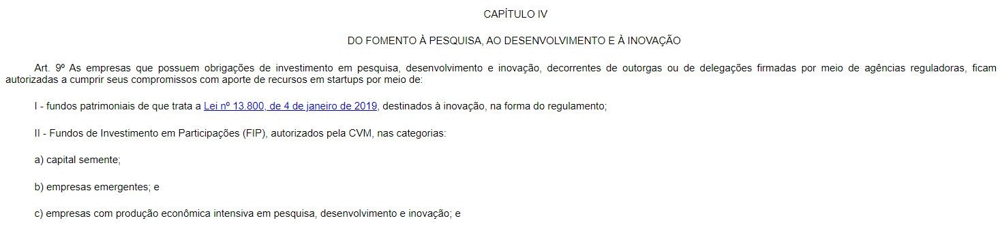 CAPÍTULO IV
DO FOMENTO À PESQUISA, AO DESENVOLVIMENTO E À INOVAÇÃO
Art. 9º As empresas que possuem obrigações de investimento em pesquisa, desenvolvimento e inovação, decorrentes de outorgas ou de delegações firmadas por meio de agências reguladoras, ficam
autorizadas a cumprir seus compromissos com aporte de recursos em startups por meio de:
I - fundos patrimoniais de que trata a Lei nº 13.800, de 4 de janeiro de 2019, destinados à inovação, na forma do regulamento;
II - Fundos de Investimento em Participações (FIP), autorizados pela CVM, nas categorias:
a) capital semente;
b) empresas emergentes; e
c) empresas com produção econômica intensiva em pesquisa, desenvolvimento e inovação; e